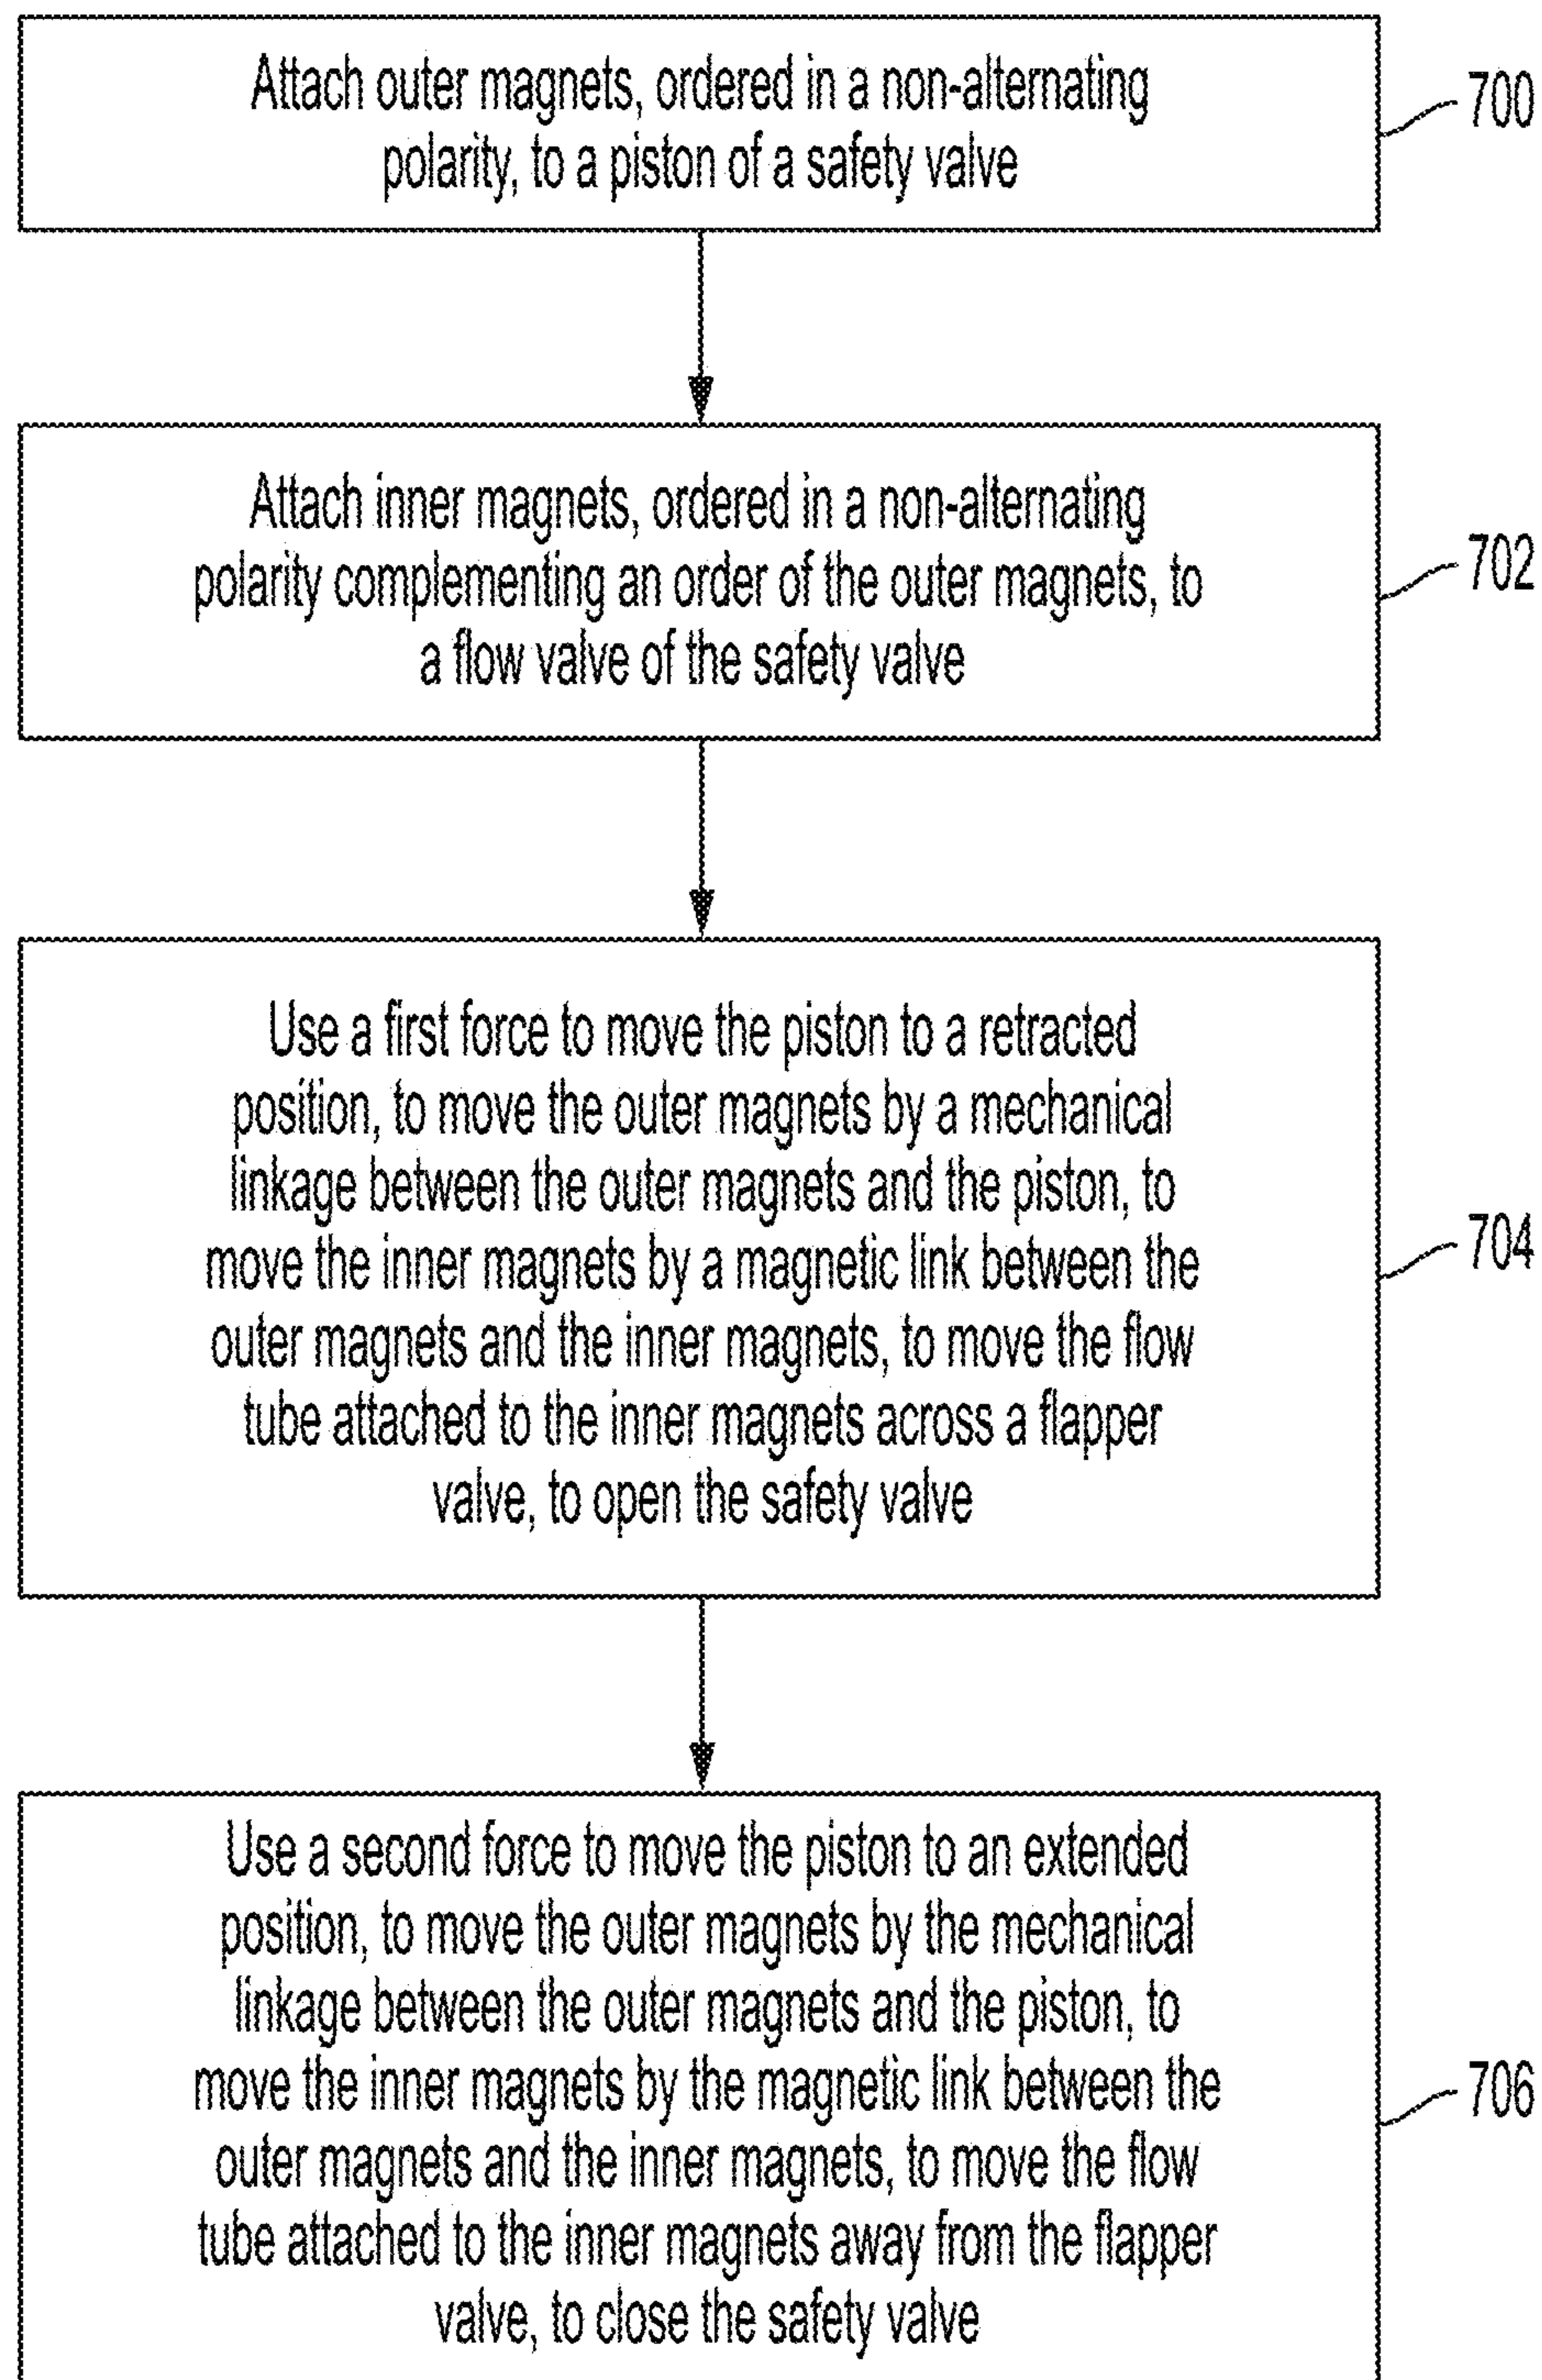 Attach outer magnets, ordered in a non-alternating
polarity, to a piston of a safety valve
700
Attach inner magnets, ordered in a non-alternating
polarity complementing an order of the outer magnets, to
a flow valve of the safety valve
702
Use a first force to move the piston to a retracted
position, to move the outer magnets by a mechanical
linkage between the outer magnets and the piston, to
move the inner magnets by a magnetic link between the
outer magnets and the inner magnets, to move the flow
tube attached to the inner magnets across a flapper
valve, to open the safety valve
704
Use a second force to move the piston to an extended
position, to move the outer magnets by the mechanical
linkage between the outer magnets and the piston, to
move the inner magnets by the magnetic link between the
outer magnets and the inner magnets, to move the flow
tube attached to the inner magnets away from the flapper
valve, to close the safety valve
706